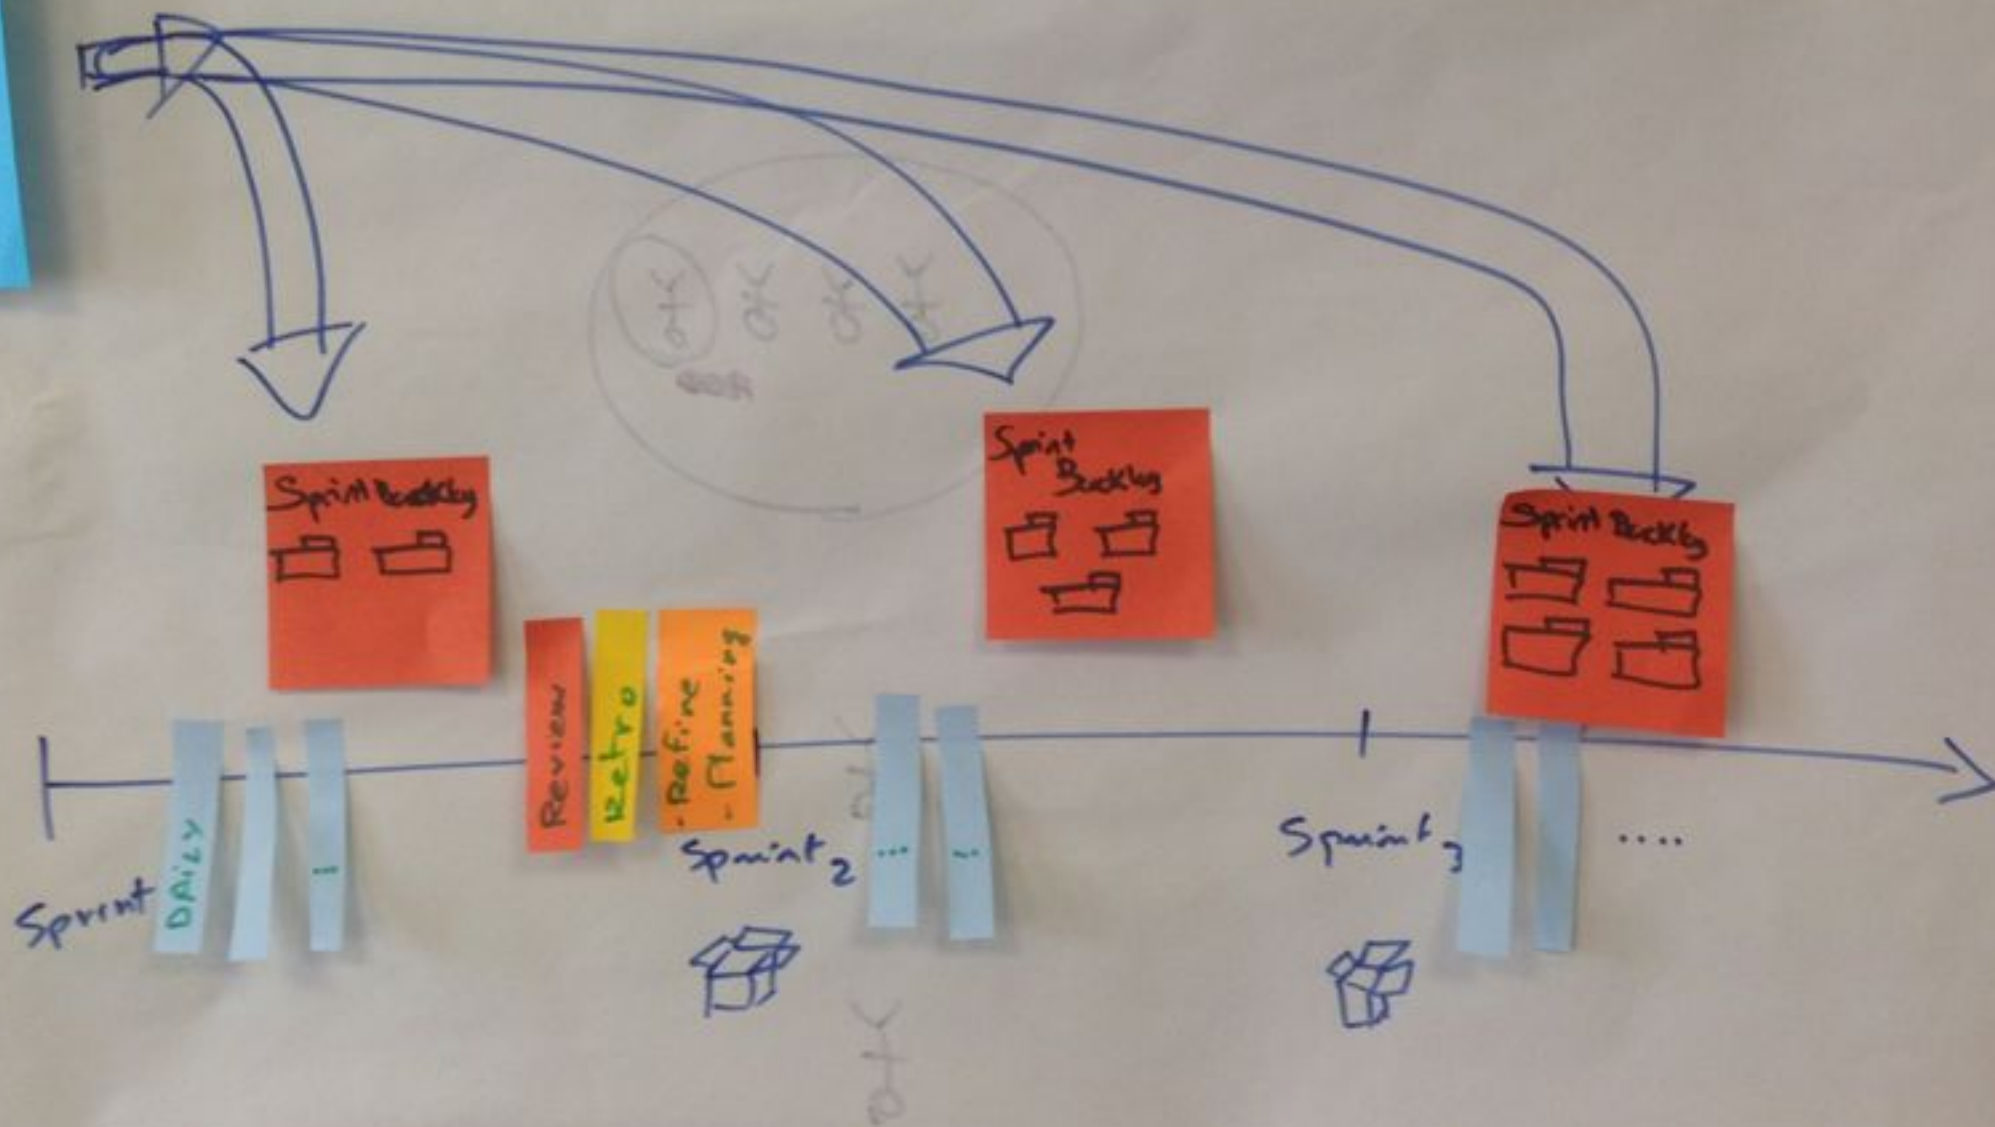 Sprint Backlog
Sprint
Backlog
Sprint Backlog
Review
Retro
- Refine
- Planning
Sprint
DAiLY
...
Sprint 2
...
...
Sprint 3
....